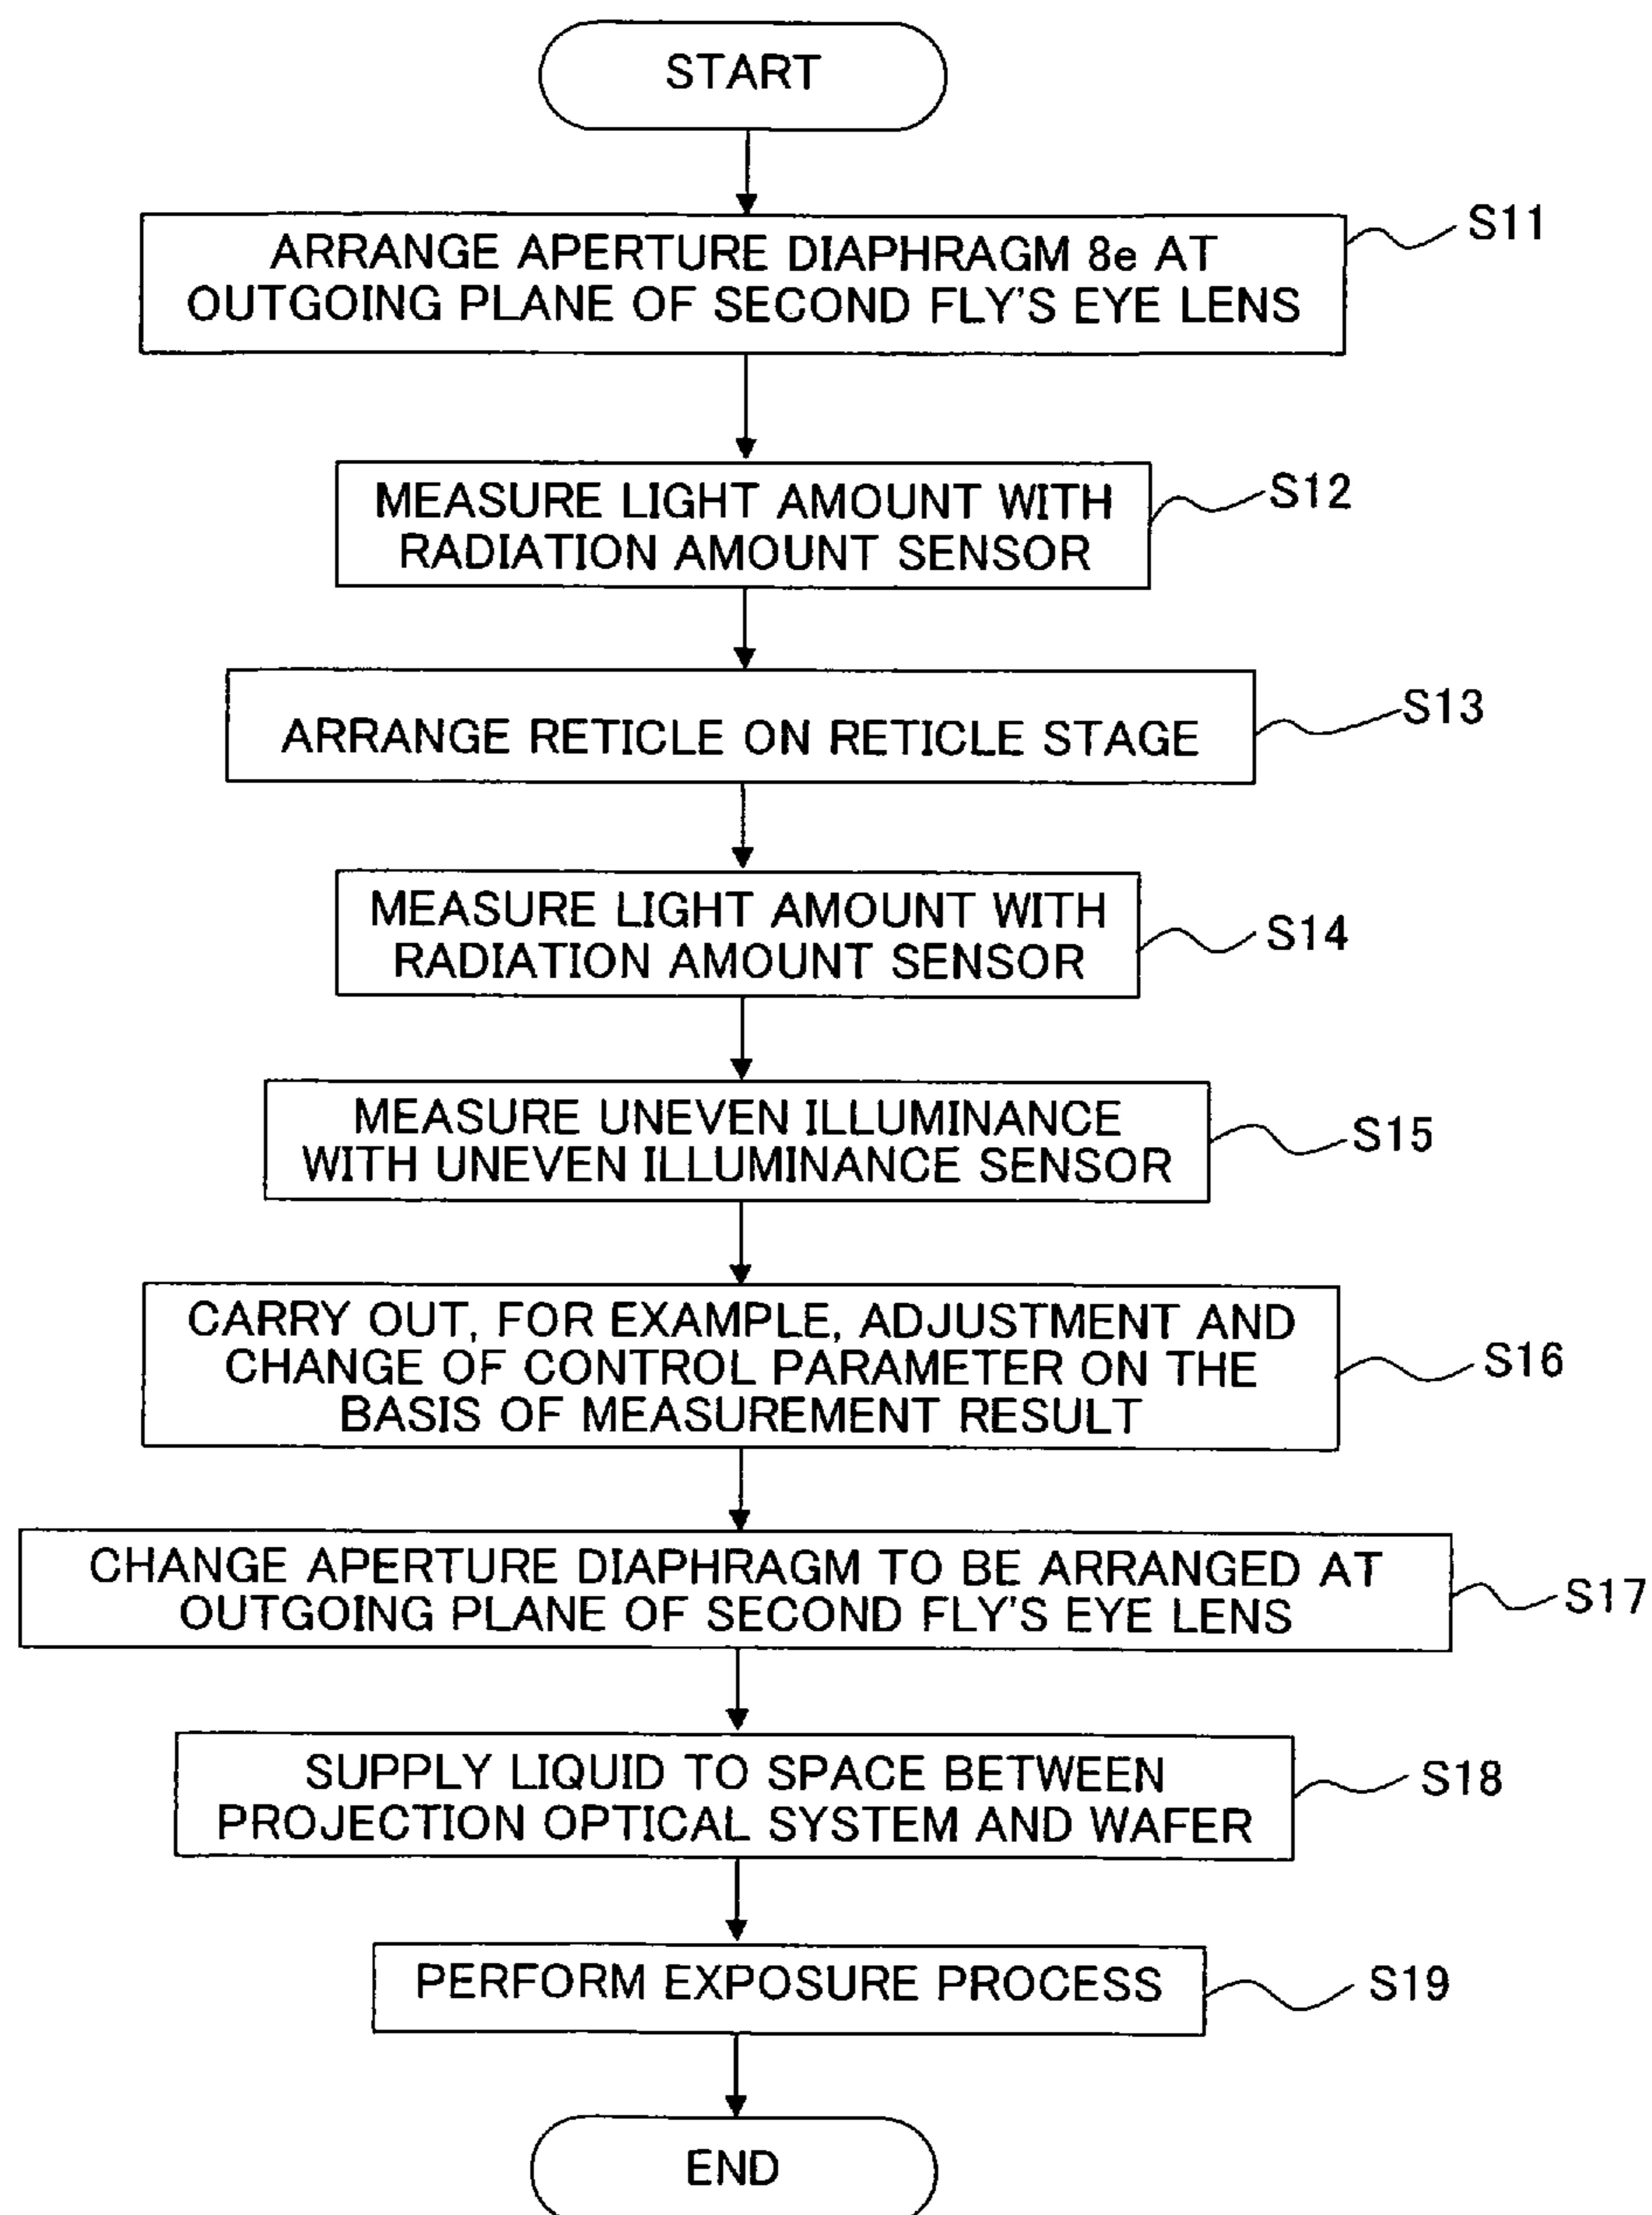 START
ARRANGE APERTURE DIAPHRAGM 8e AT
OUTGOING PLANE OF SECOND FLY'S EYE LENS
S11
MEASURE LIGHT AMOUNT WITH
RADIATION AMOUNT SENSOR
S12
ARRANGE RETICLE ON RETICLE STAGE
S13
MEASURE LIGHT AMOUNT WITH
RADIATION AMOUNT SENSOR
S14
MEASURE UNEVEN ILLUMINANCE
WITH UNEVEN ILLUMINANCE SENSOR
S15
CARRY OUT, FOR EXAMPLE, ADJUSTMENT AND
CHANGE OF CONTROL PARAMETER ON THE
BASIS OF MEASUREMENT RESULT
S16
CHANGE APERTURE DIAPHRAGM TO BE ARRANGED AT
OUTGOING PLANE OF SECOND FLY'S EYE LENS
S17
SUPPLY LIQUID TO SPACE BETWEEN
PROJECTION OPTICAL SYSTEM AND WAFER
S18
PERFORM EXPOSURE PROCESS
S19
END